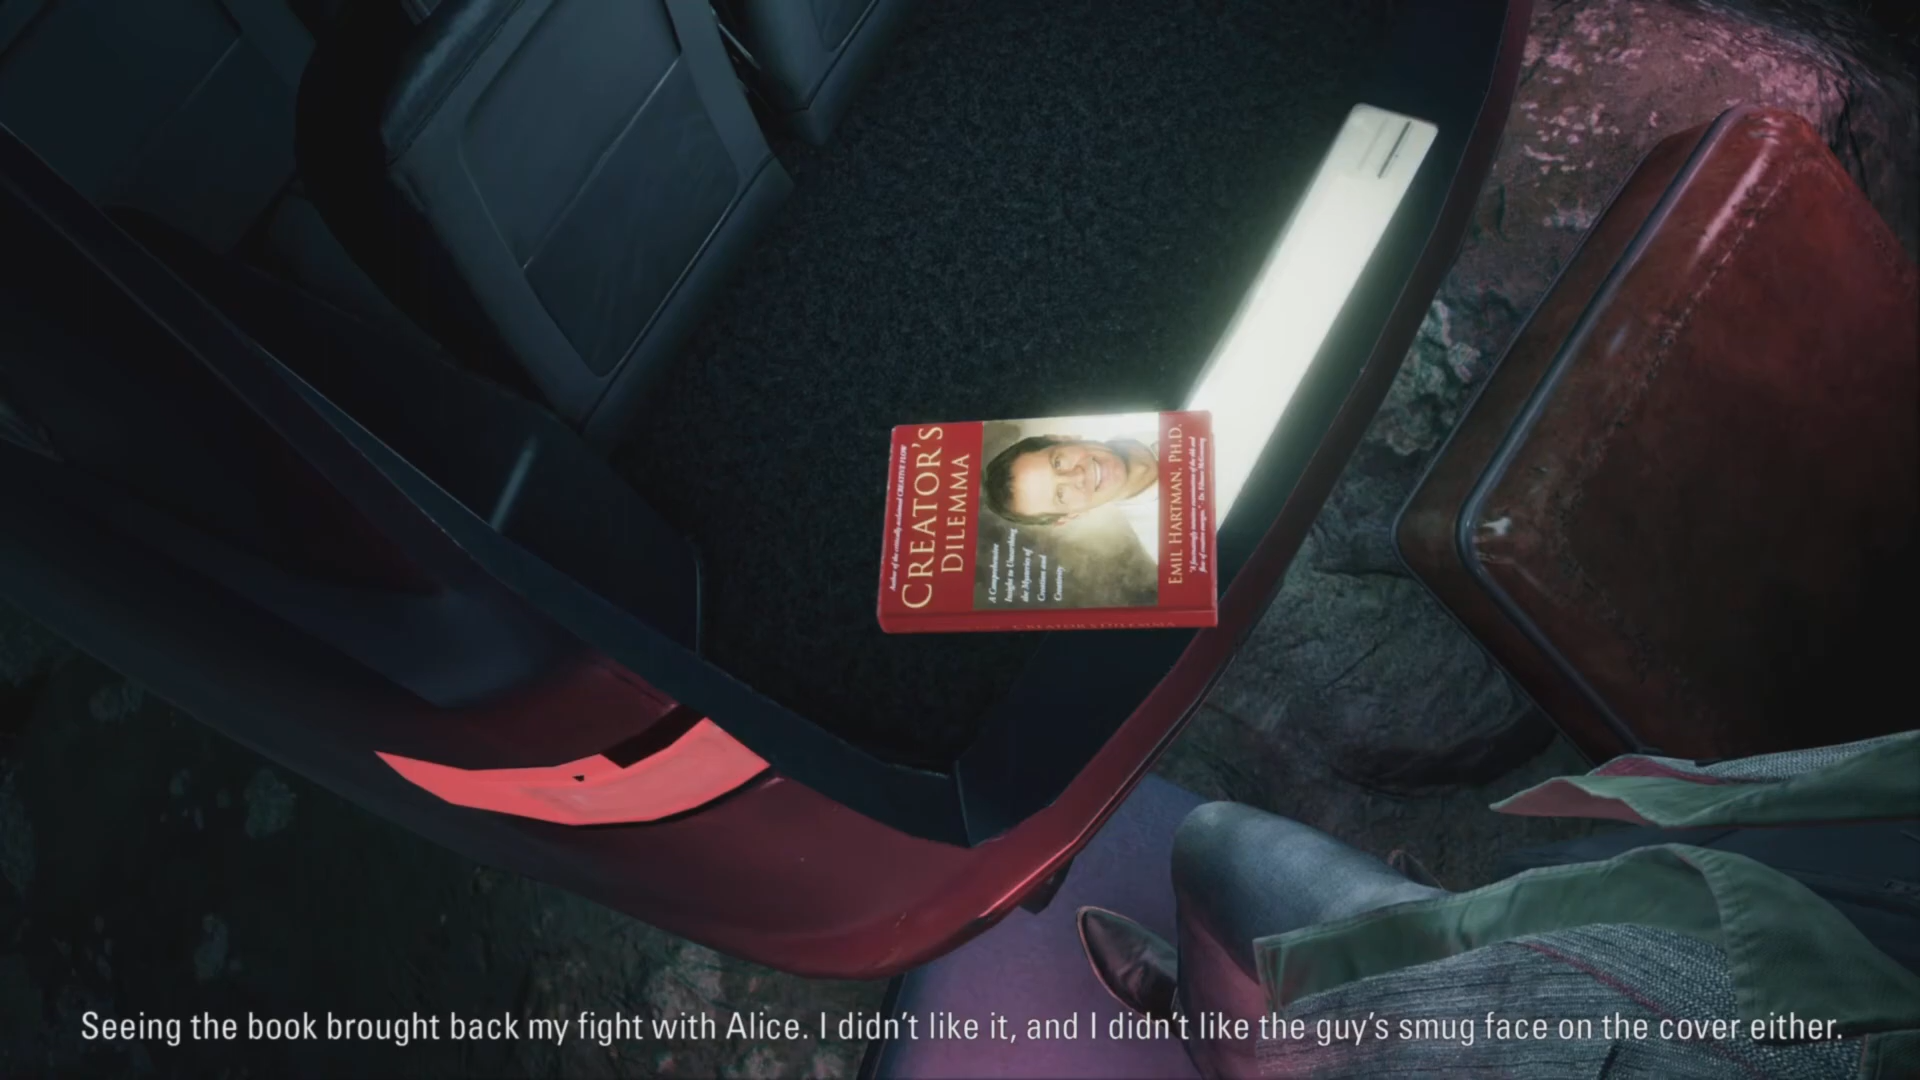 Author of the critically acclaimed CREATIVE FLOW
CREATOR'S
DILEMMA
A Comprehensive
Insight to Unearthing
the Mysteries of
Creation and
Creativity
EMIL HARTMAN, PH.D.
CREATOR'S DILEMMA
Seeing the book brought back my fight with Alice. I didn't like it, and I didn't like the guy's smug face on the cover either.